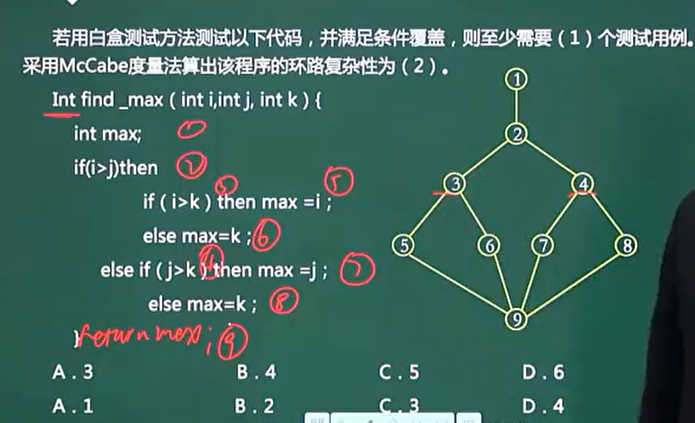 若用白盒测试方法测试以下代码，并满足条件覆盖，则至少需要（1）个测试用例。
采用McCabe度量法算出该程序的环路复杂性为（2）。
Int find _max ( int i,int j, int k ) {
int max; ①
if(i>j)then ②
③ ⑤
if ( i>k ) then max =i ;
else max=k ; ⑥
else if ( j>k ) then max =j ; ④ ⑦
else max=k ; ⑧
} return max; ⑨
1
2
3 4
5 6 7 8
9
A . 3 B . 4 C . 5 D . 6
A . 1 B . 2 C . 3 D . 4